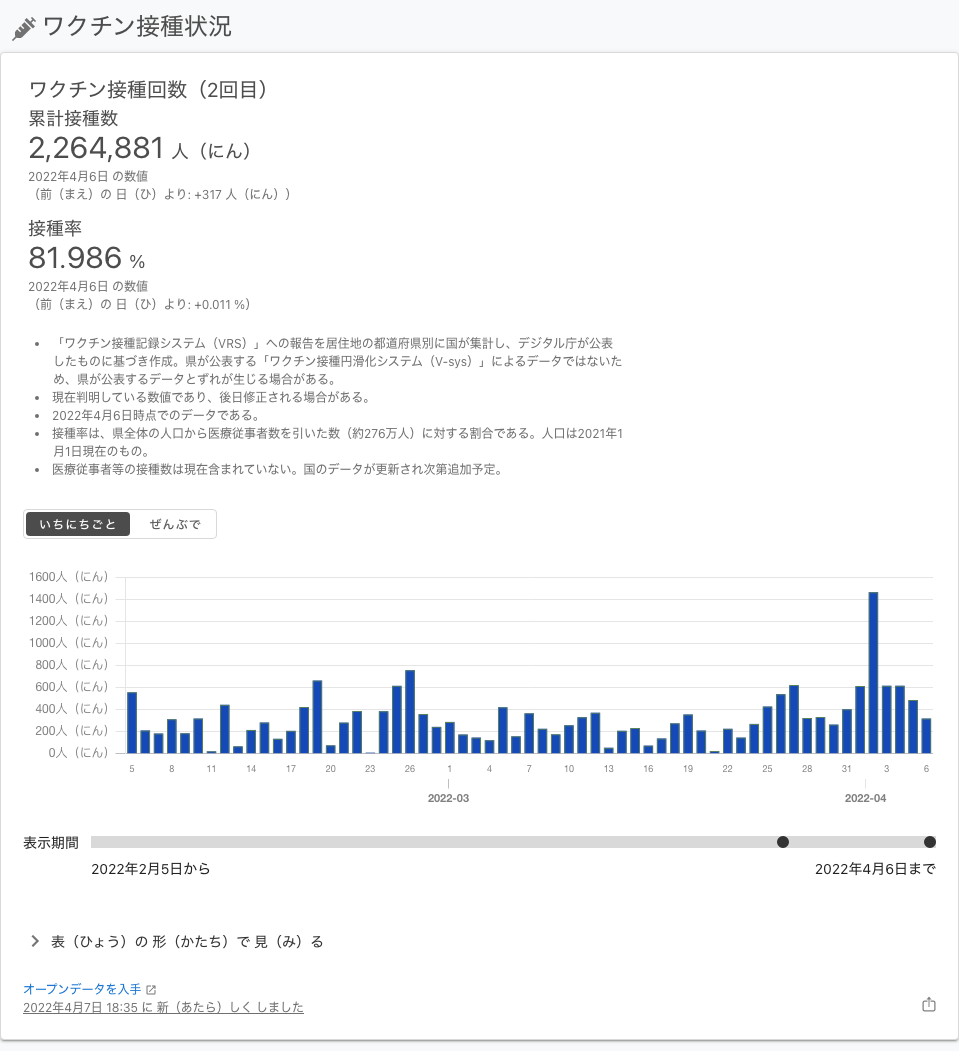 ワクチン接種状況
ワクチン接種回数（2回目）
累計接種数
2,264,881 人（にん）
2022年4月6日 の数値
（前（まえ）の 日（ひ）より: +317 人（にん））
接種率
81.986 %
2022年4月6日 の数値
（前（まえ）の 日（ひ）より: +0.011 %）
• 「ワクチン接種記録システム（VRS）」への報告を居住地の都道府県別に国が集計し、デジタル庁が公表
したものに基づき作成。県が公表する「ワクチン接種円滑化システム（V-sys）」によるデータではないた
め、県が公表するデータとずれが生じる場合がある。
• 現在判明している数値であり、後日修正される場合がある。
• 2022年4月6日時点でのデータである。
• 接種率は、県全体の人口から医療従事者数を引いた数（約276万人）に対する割合である。人口は2021年1
月1日現在のもの。
• 医療従事者等の接種数は現在含まれていない。国のデータが更新され次第追加予定。
いちにちごと ぜんぶで
1600人（にん）
1400人（にん）
1200人（にん）
1000人（にん）
800人（にん）
600人（にん）
400人（にん）
200人（にん）
0人（にん）
5 8 11 14 17 20 23 26 1 4 7 10 13 16 19 22 25 28 31 3 6
2022-03 2022-04
表示期間
2022年2月5日から 2022年4月6日まで
表（ひょう）の 形（かたち）で 見（み）る
オープンデータを入手
2022年4月7日 18:35 に 新（あたら）しく しました